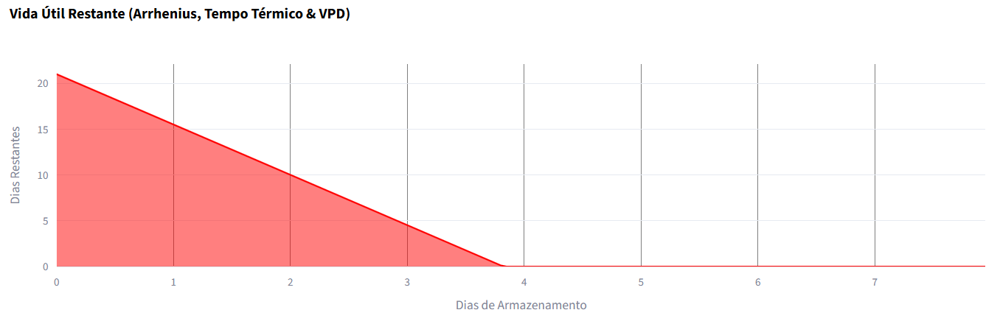 Vida Útil Restante (Arrhenius, Tempo Térmico & VPD)
Dias Restantes
20
15
10
5
0
0 1 2 3 4 5 6 7
Dias de Armazenamento